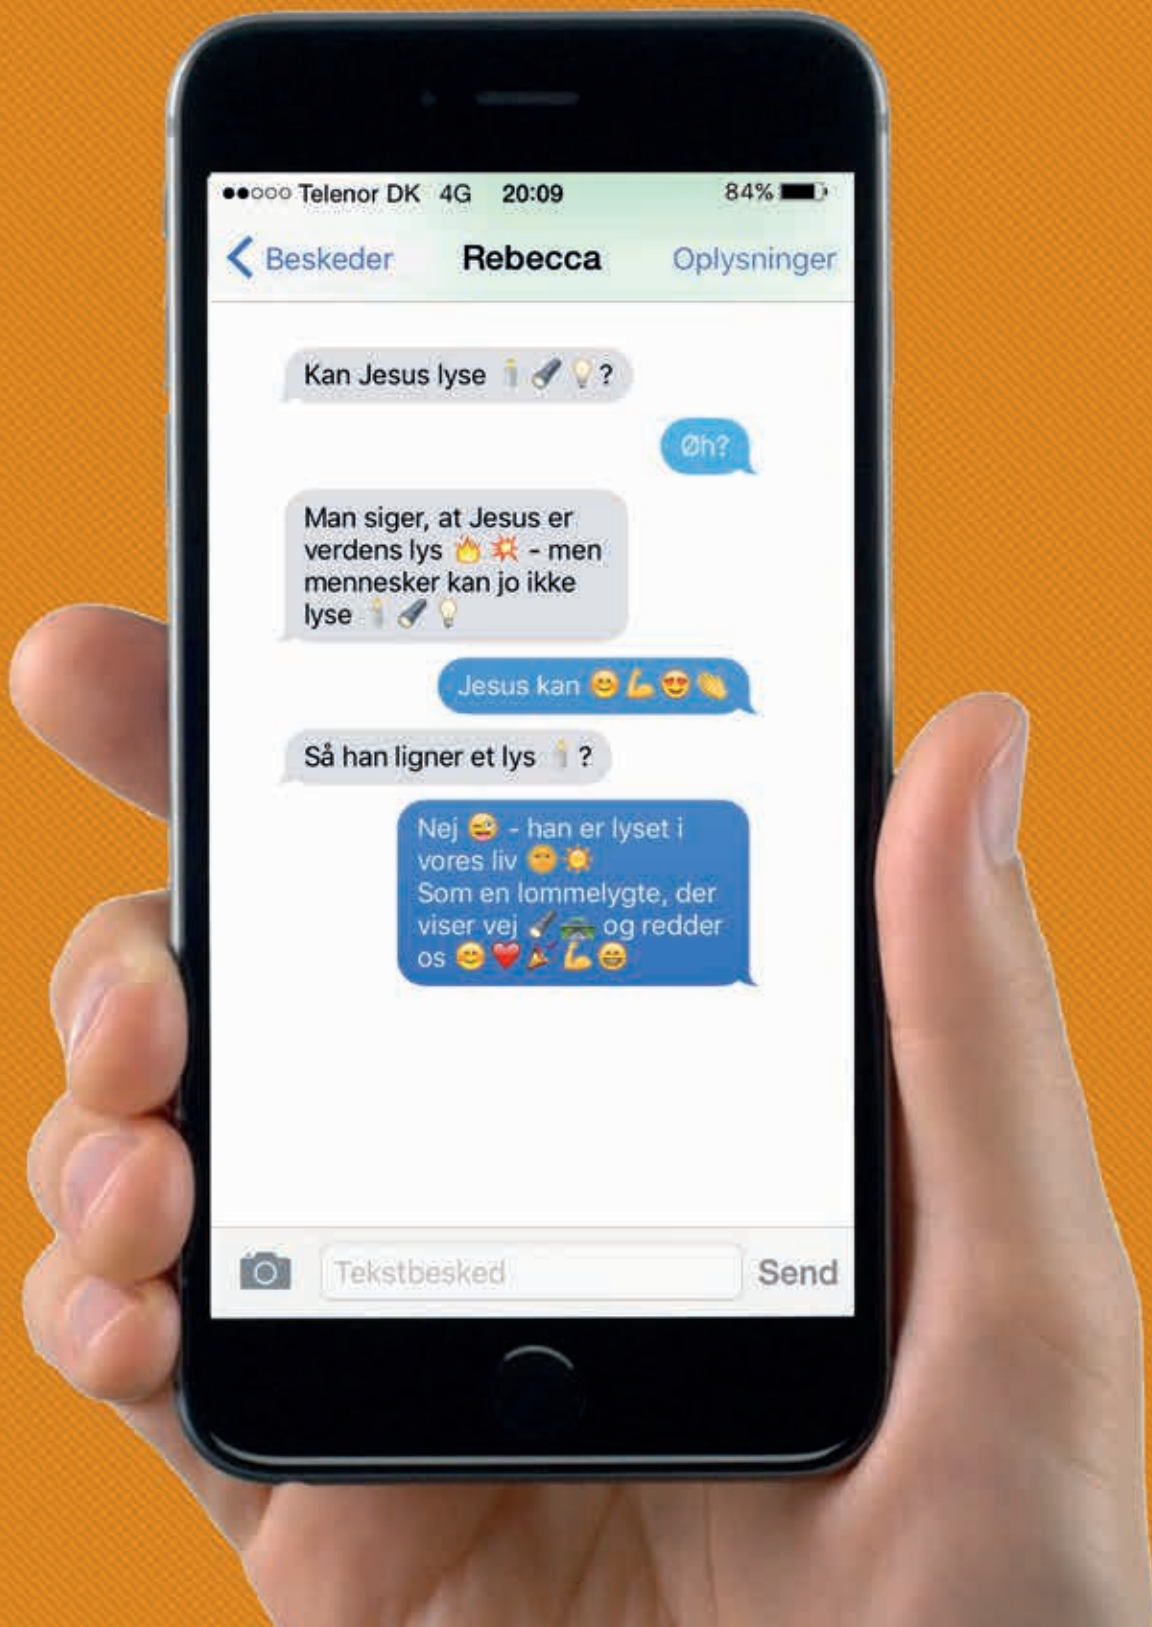 Telenor DK 4G 20:09 84%
Beskeder Rebecca Oplysninger
Kan Jesus lyse 🕯🔦💡?
Øh?
Man siger, at Jesus er
verdens lys 🔥💥 - men
mennesker kan jo ikke
lyse 🕯🔦💡
Jesus kan 😊💪😍👏
Så han ligner et lys 🕯?
Nej 😜 - han er lyset i
vores liv 🌞☀️
Som en lommelygte, der
viser vej 🔦🛣 og redder
os 😊❤️🎉💪😄
Tekstbesked Send